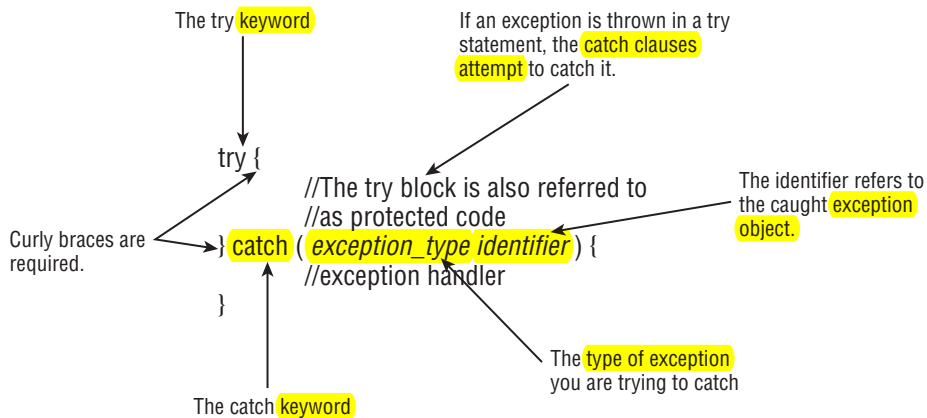 The try keyword
If an exception is thrown in a try
statement, the catch clauses
attempt to catch it.
try {
//The try block is also referred to
//as protected code
The identifier refers to
the caught exception
object.
Curly braces are
required.
} catch ( exception_type identifier ) {
//exception handler
}
The type of exception
you are trying to catch
The catch keyword